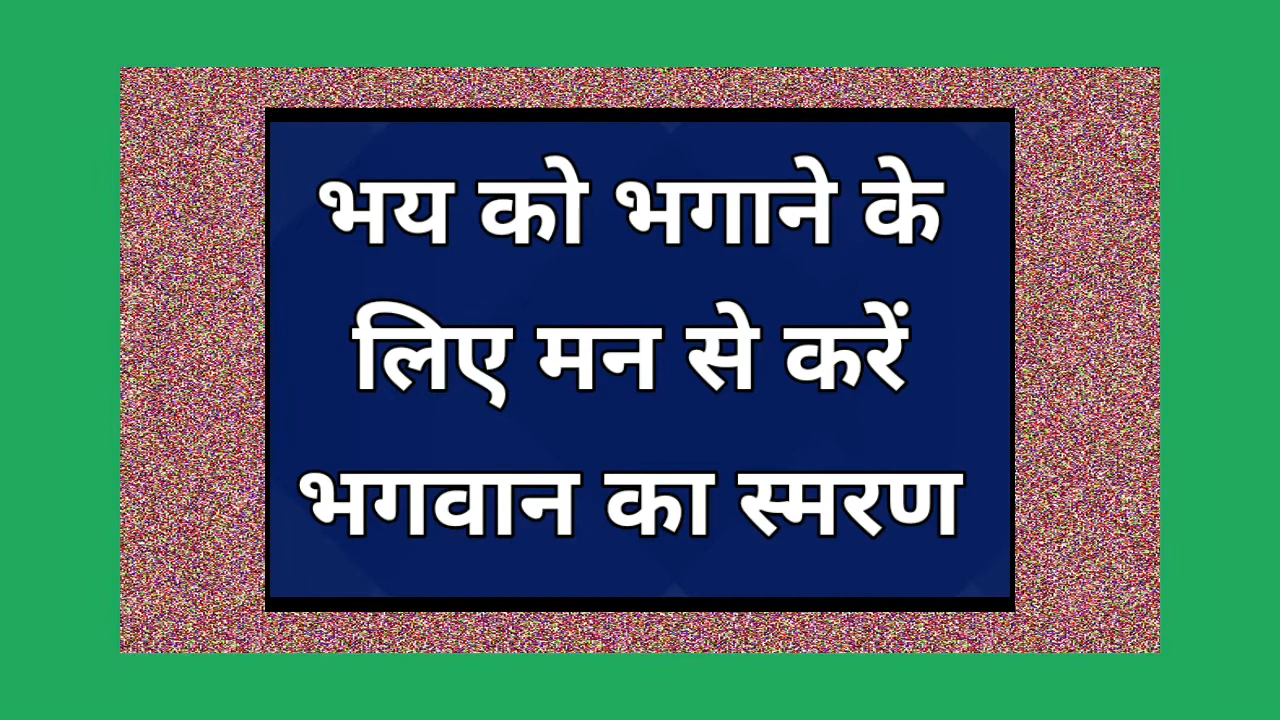 भय को भगाने के
लिए मन से करें
भगवान का स्मरण